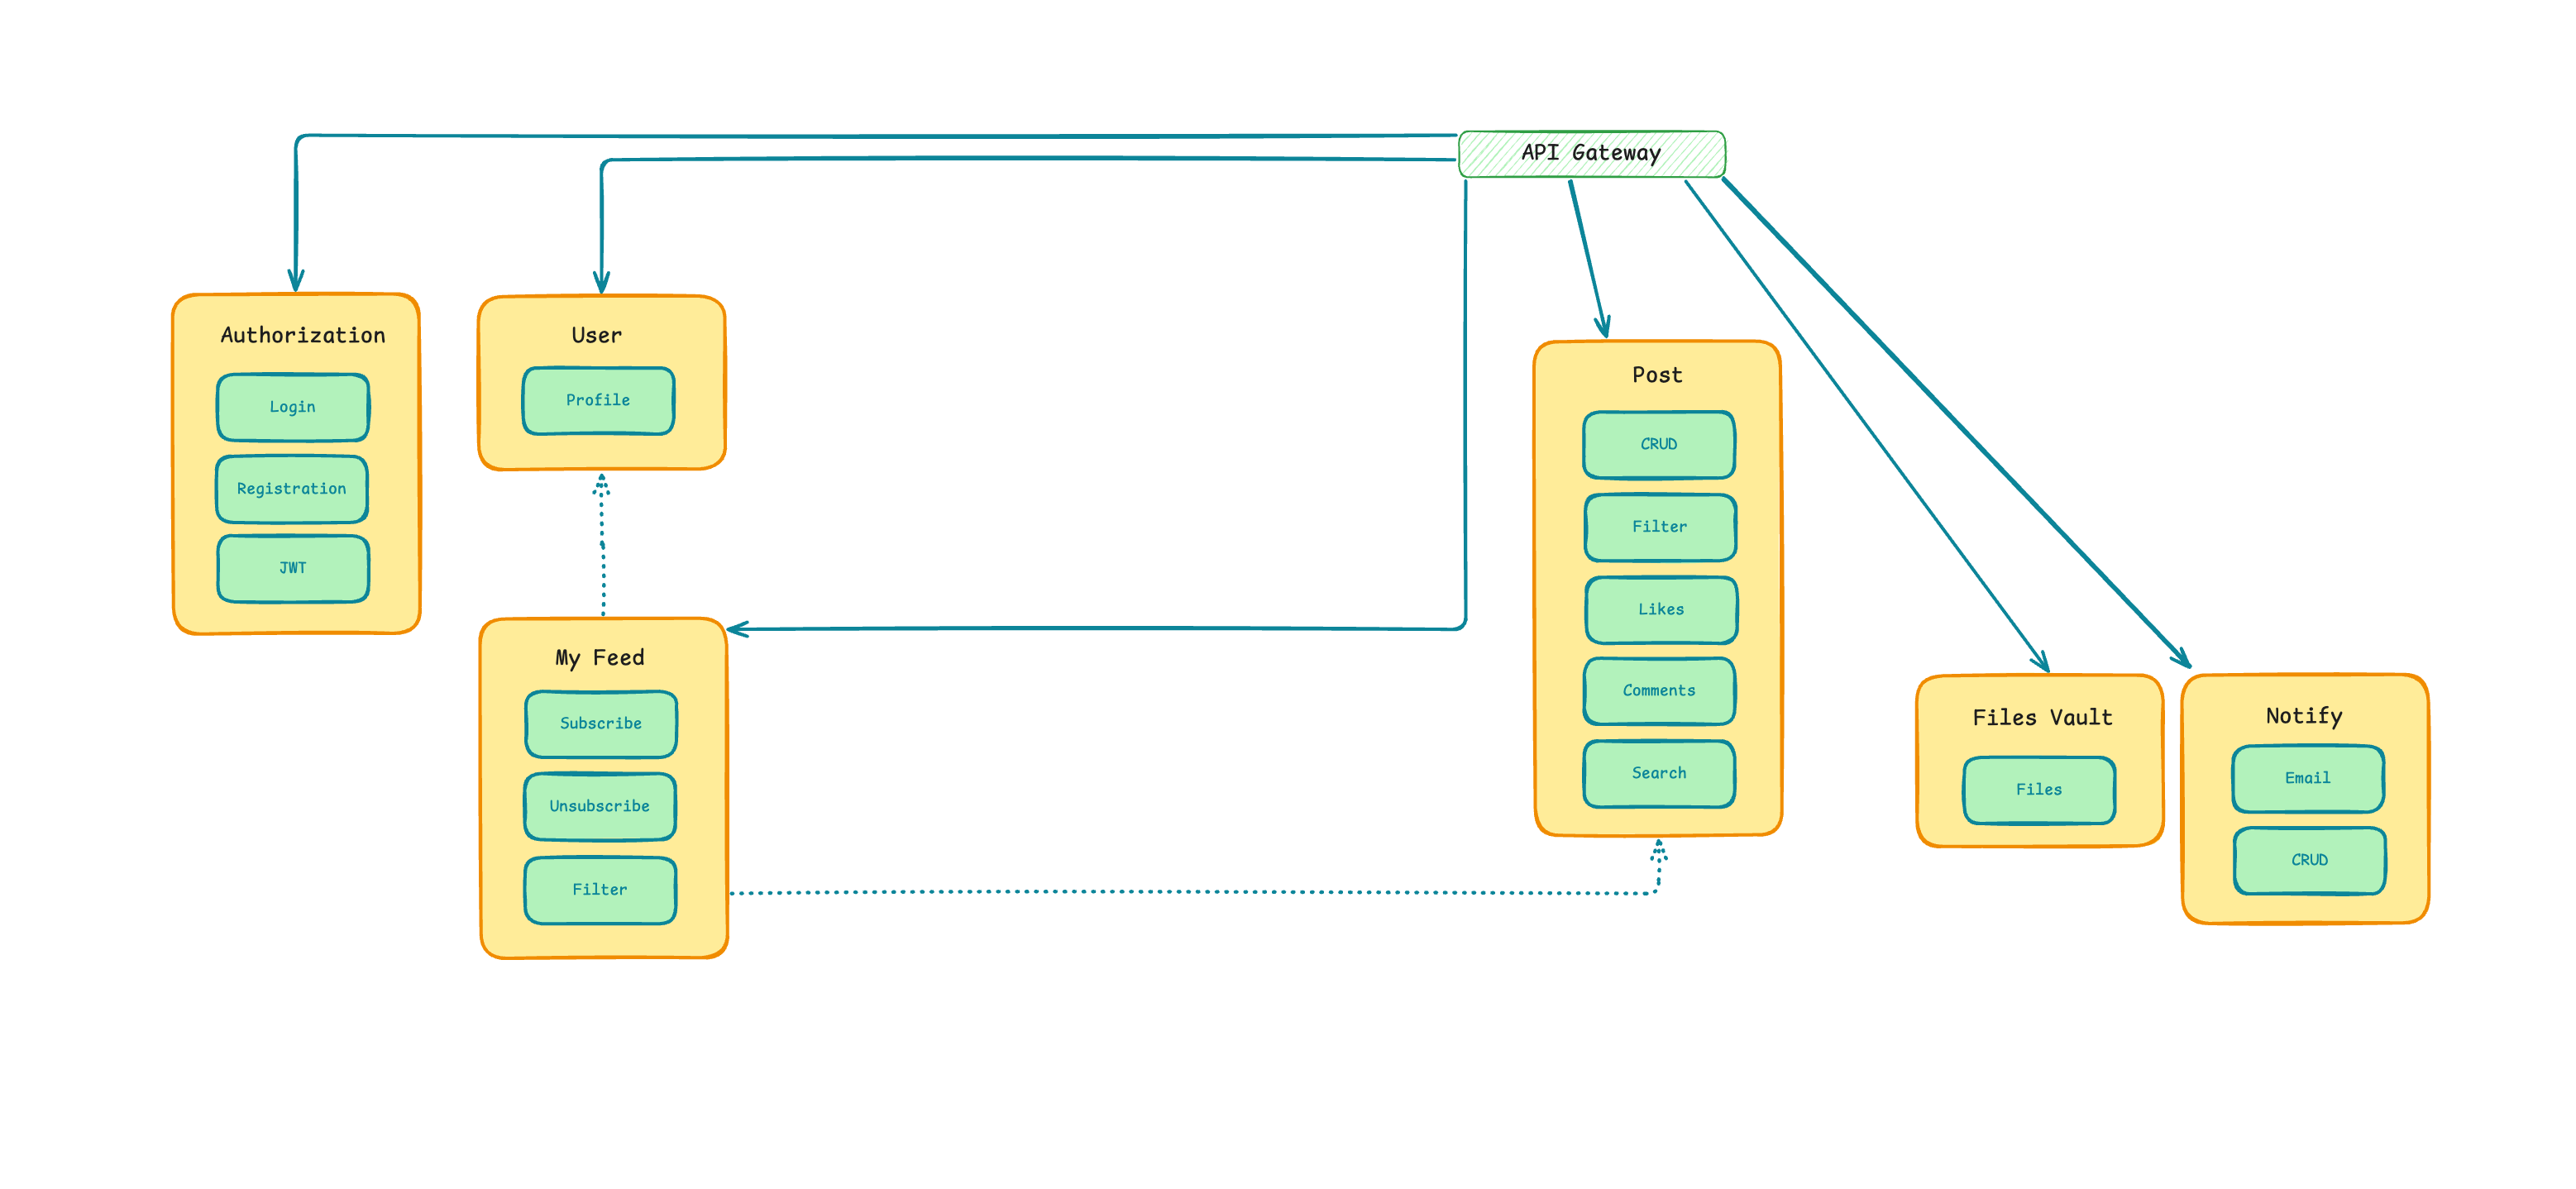 API Gateway
Authorization
Login
Registration
JWT
User
Profile
My Feed
Subscribe
Unsubscribe
Filter
Post
CRUD
Filter
Likes
Comments
Search
Files Vault
Files
Notify
Email
CRUD